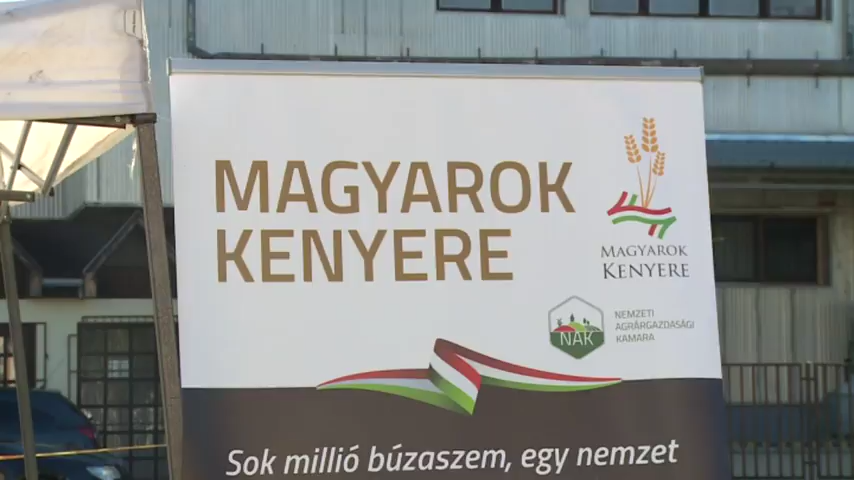 MAGYAROK
KENYERE
MAGYAROK
KENYERE
NAK
NEMZETI
AGRÁRGAZDASÁGI
KAMARA
Sok millió búzaszem, egy nemzet